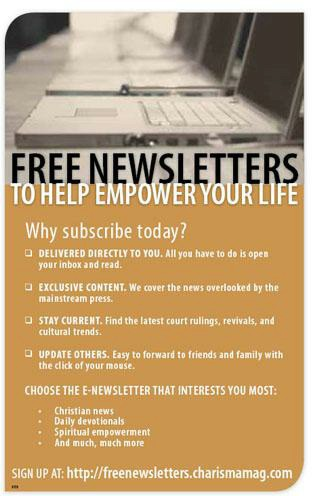 FREE NEWSLETTERS
TO HELP EMPOWER YOUR LIFE
Why subscribe today?
❑ DELIVERED DIRECTLY TO YOU. All you have to do is open
your inbox and read.
❑ EXCLUSIVE CONTENT. We cover the news overlooked by the
mainstream press.
❑ STAY CURRENT. Find the latest court rulings, revivals, and
cultural trends.
❑ UPDATE OTHERS. Easy to forward to friends and family with
the click of your mouse.
CHOOSE THE E-NEWSLETTER THAT INTERESTS YOU MOST:
• Christian news
• Daily devotionals
• Spiritual empowerment
• And much, much more
SIGN UP AT: http://freenewsletters.charismamag.com